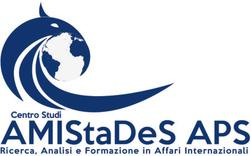 Centro Studi
AMIStaDeS APS
Ricerca, Analisi e Formazione in Affari Internazionali